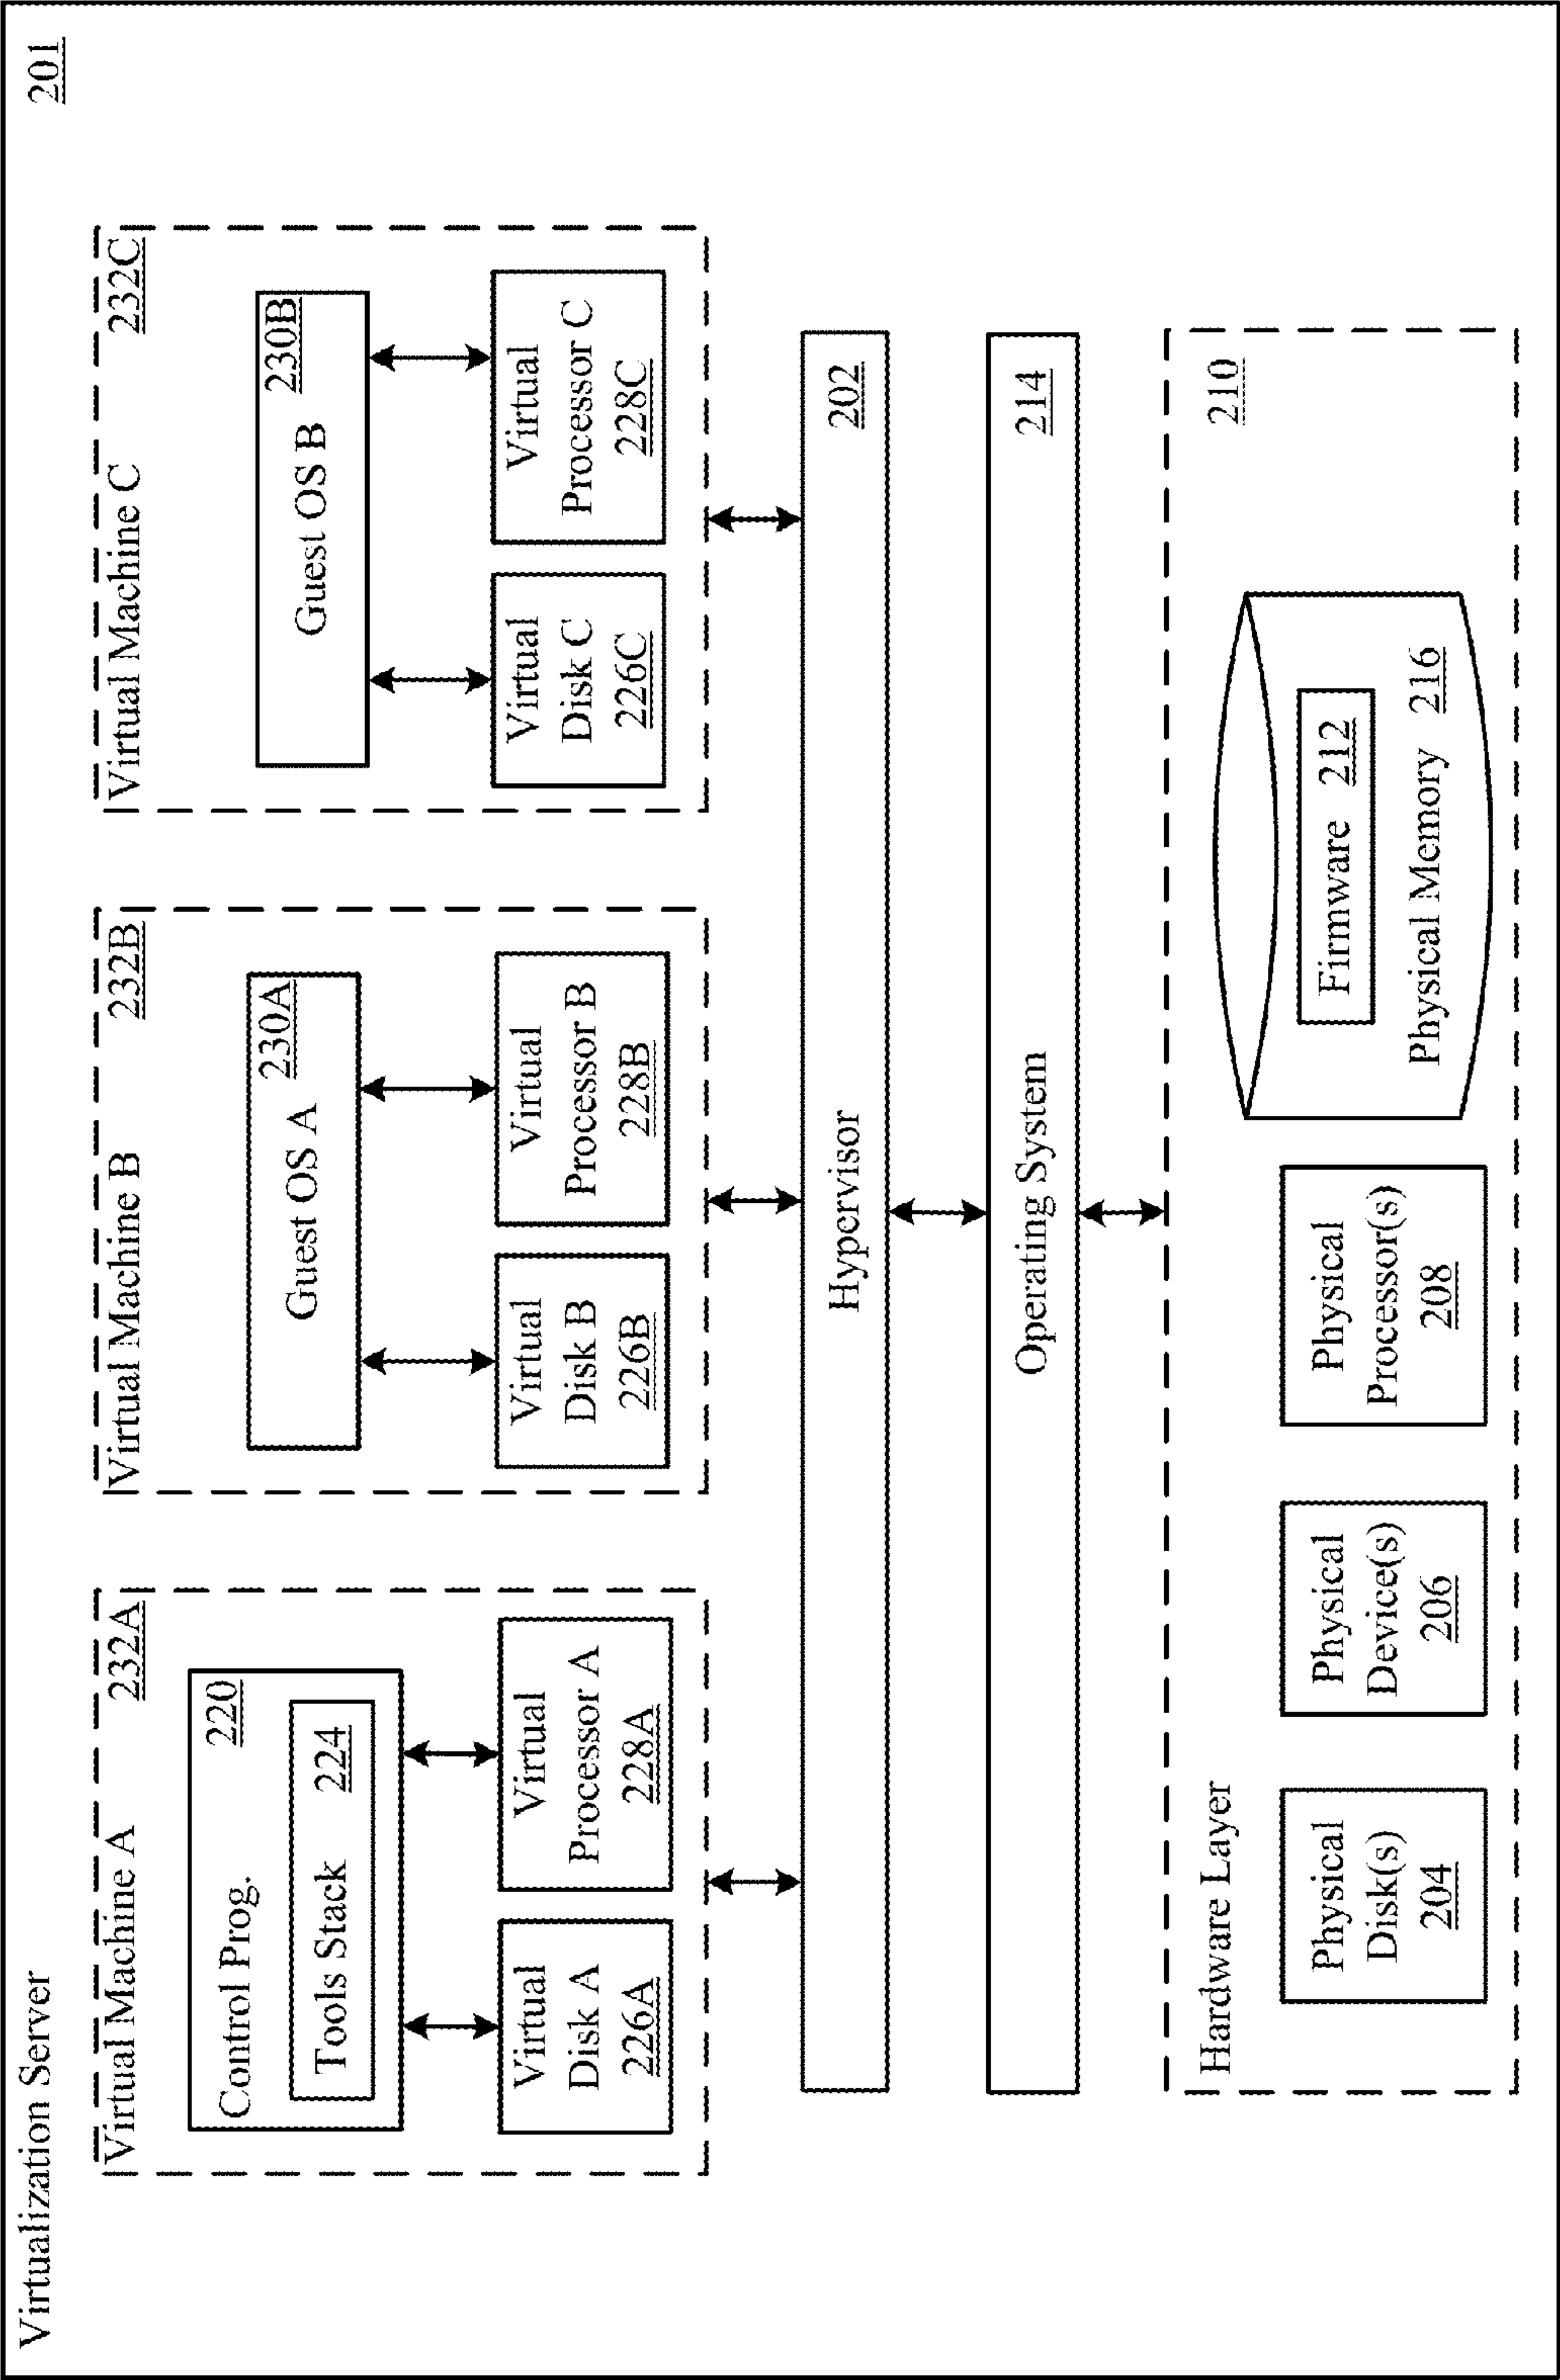 Virtualization Server
201
Virtual Machine A
232A
Control Prog.
220
Tools Stack 224
Virtual
Disk A
226A
Virtual
Processor A
228A
Virtual Machine B
232B
Guest OS A
230A
Virtual
Disk B
226B
Virtual
Processor B
228B
Virtual Machine C
232C
Guest OS B
230B
Virtual
Disk C
226C
Virtual
Processor C
228C
Hypervisor
202
Operating System
214
Hardware Layer
210
Physical
Disk(s)
204
Physical
Device(s)
206
Physical
Processor(s)
208
Firmware 212
Physical Memory 216